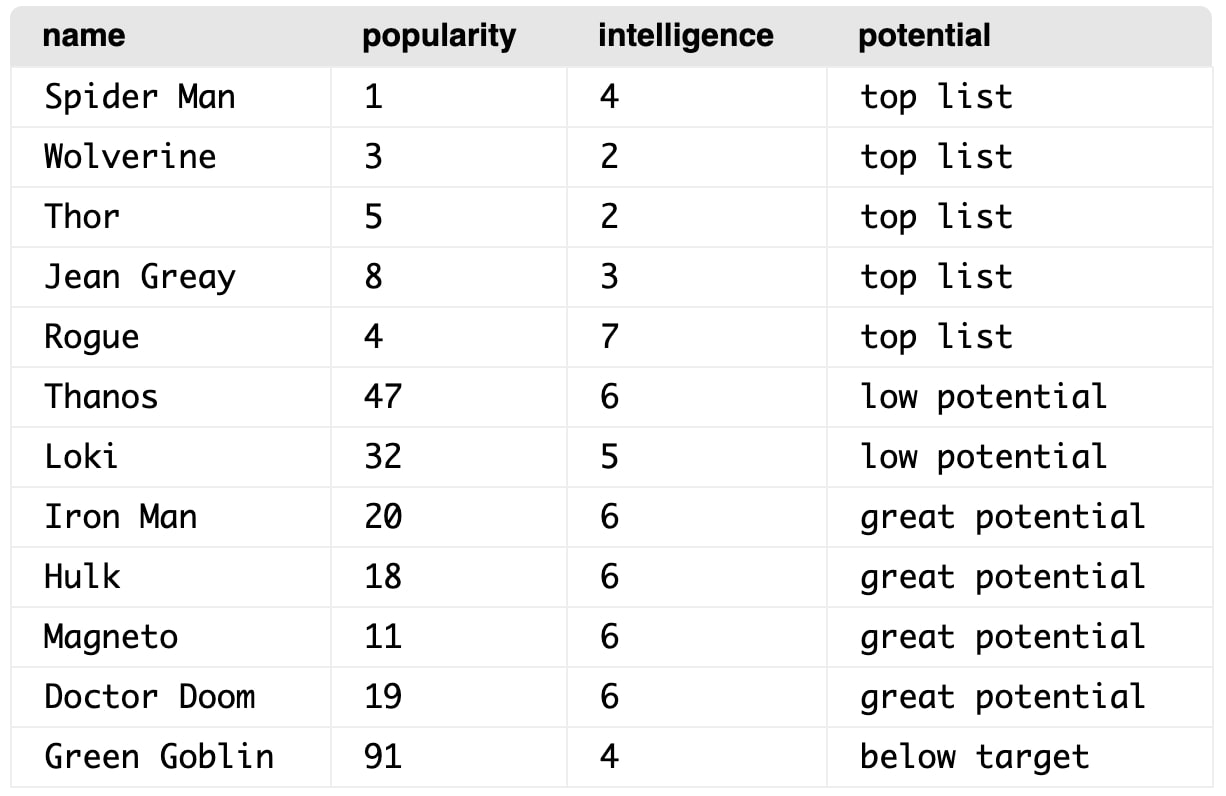 name popularity intelligence potential
Spider Man 1 4 top list
Wolverine 3 2 top list
Thor 5 2 top list
Jean Greay 8 3 top list
Rogue 4 7 top list
Thanos 47 6 low potential
Loki 32 5 low potential
Iron Man 20 6 great potential
Hulk 18 6 great potential
Magneto 11 6 great potential
Doctor Doom 19 6 great potential
Green Goblin 91 4 below target